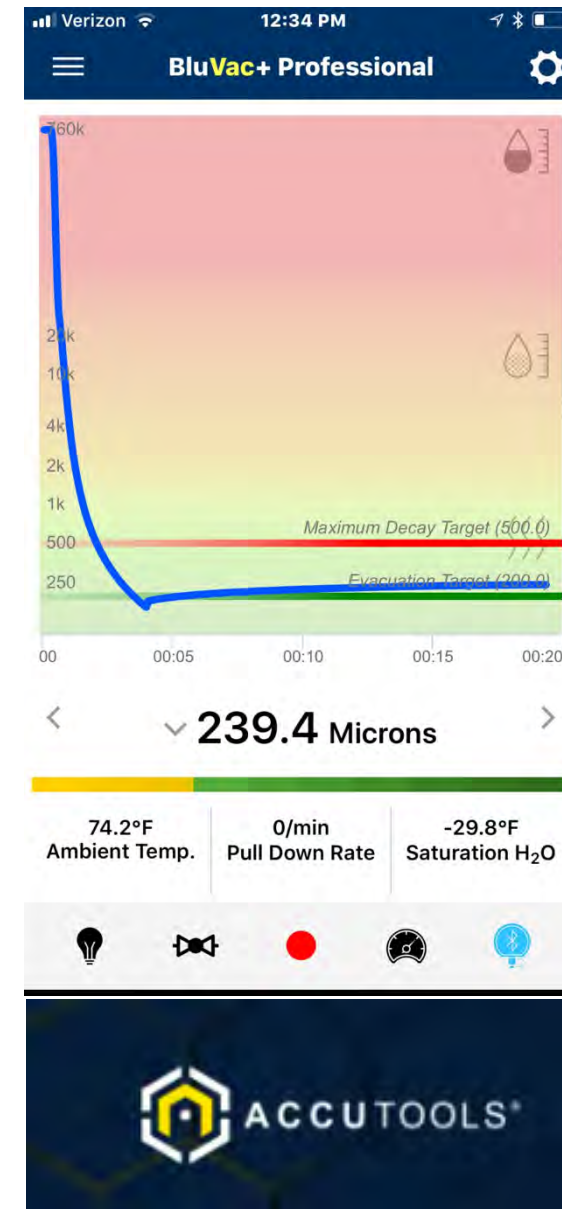 Verizon 12:34 PM
BluVac+ Professional
760k
10k
4k
2k
1k
Maximum Decay Target (500.0)
500
250 Evacuation Target (200.0)
00 00:05 00:10 00:15 00:20
< 239.4 Microns >
74.2°F 0/min -29.8°F
Ambient Temp. Pull Down Rate Saturation H₂O
ACCUTOOLS®